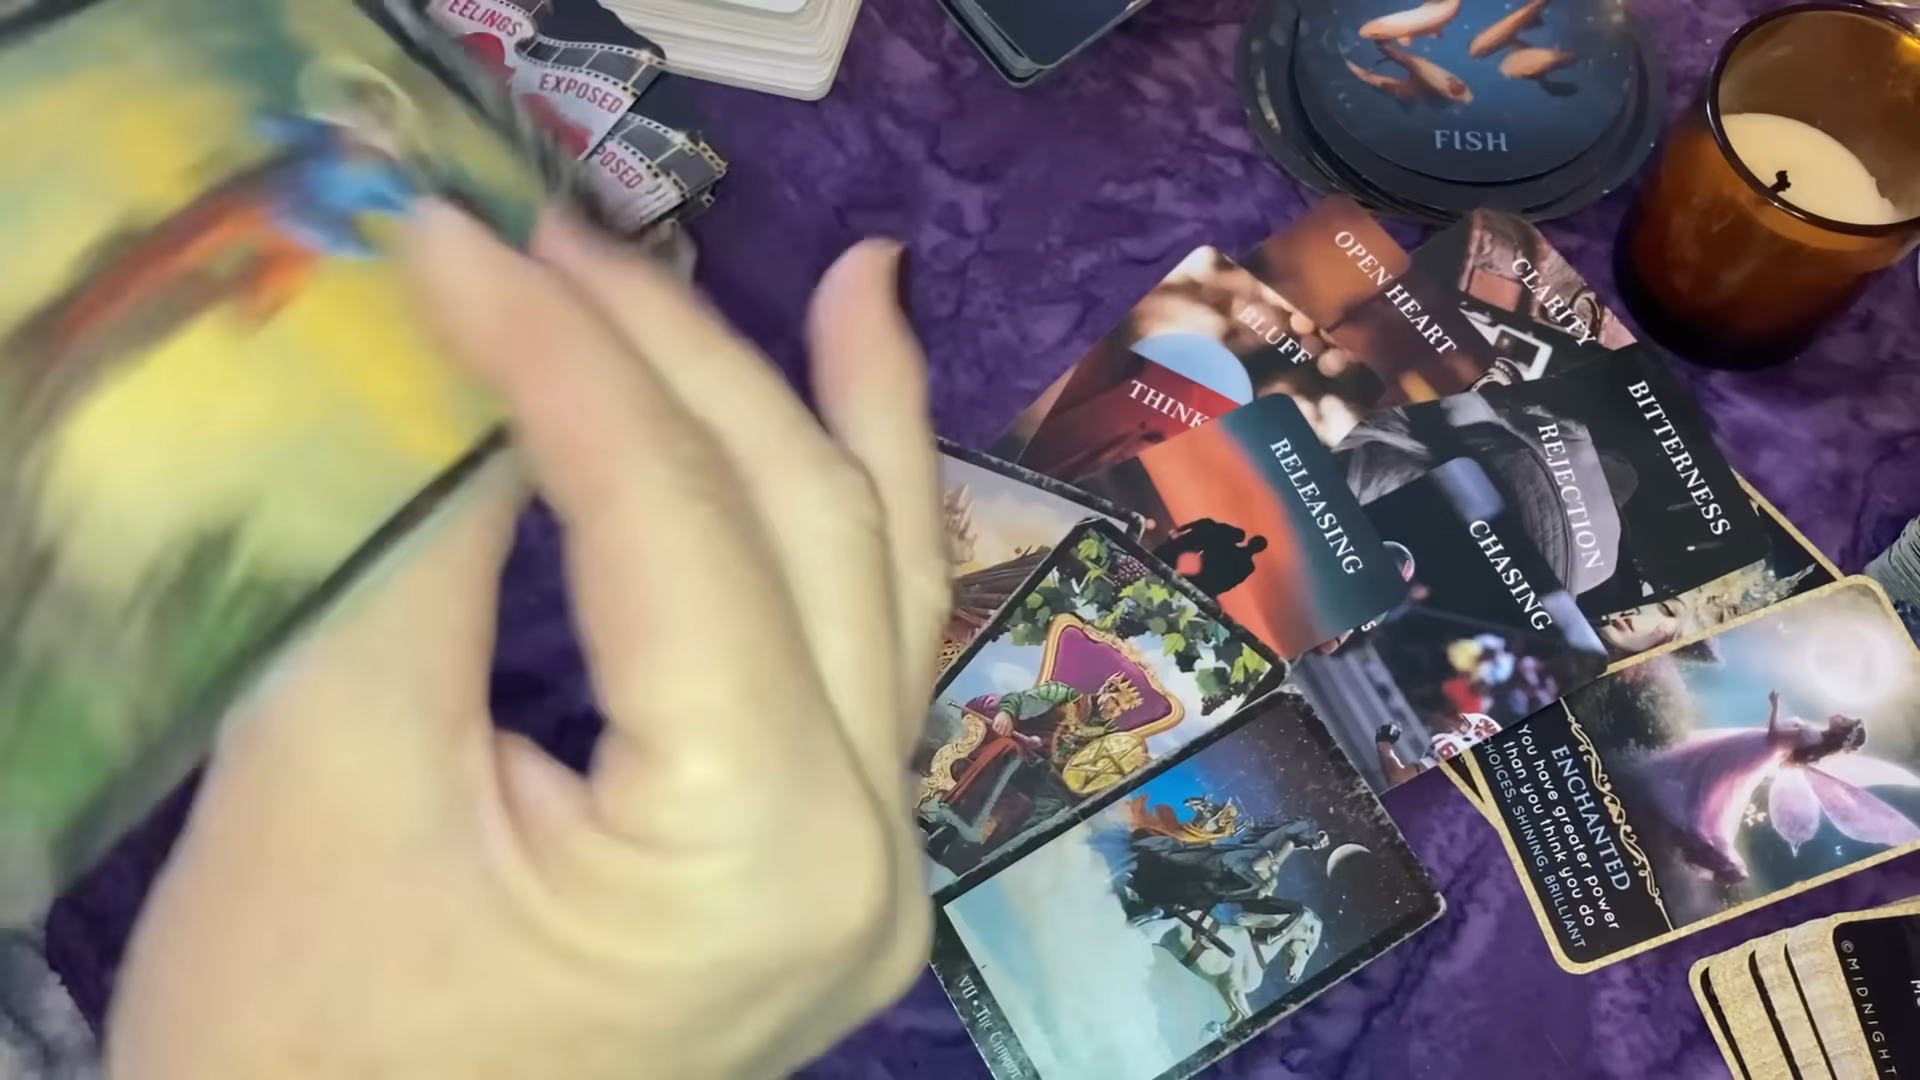 FEELINGS
EXPOSED
POSED
FISH
OPEN HEART
CLARITY
BLUFF
THINK
BITTERNESS
REJECTION
RELEASING
CHASING
ENCHANTED
You have greater power
than you think you do
CHOICES, SHINING, BRILLIANT
VII • THE CHARIOT
©MIDNIGHT